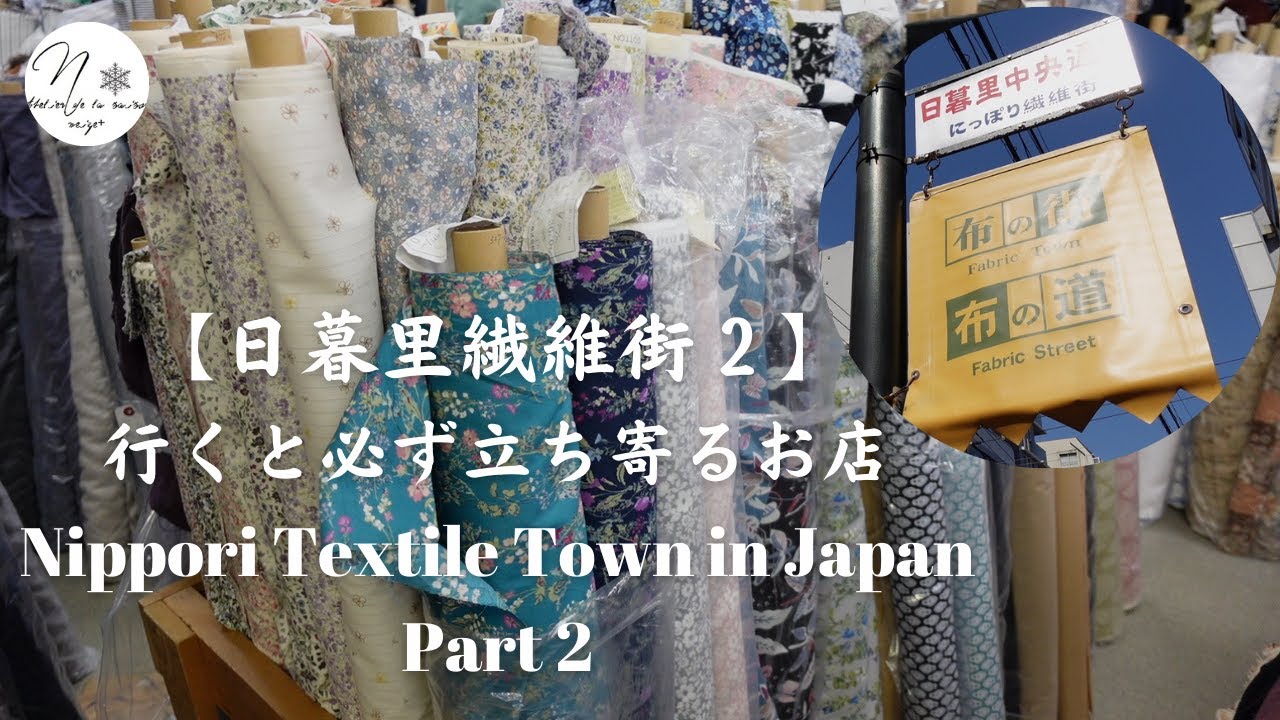 日暮里中央通
にっぽり繊維街
布の街
Fabric Town
布の道
Fabric Street
【日暮里繊維街２】
行くと必ず立ち寄るお店
Nippori Textile Town in Japan
Part 2